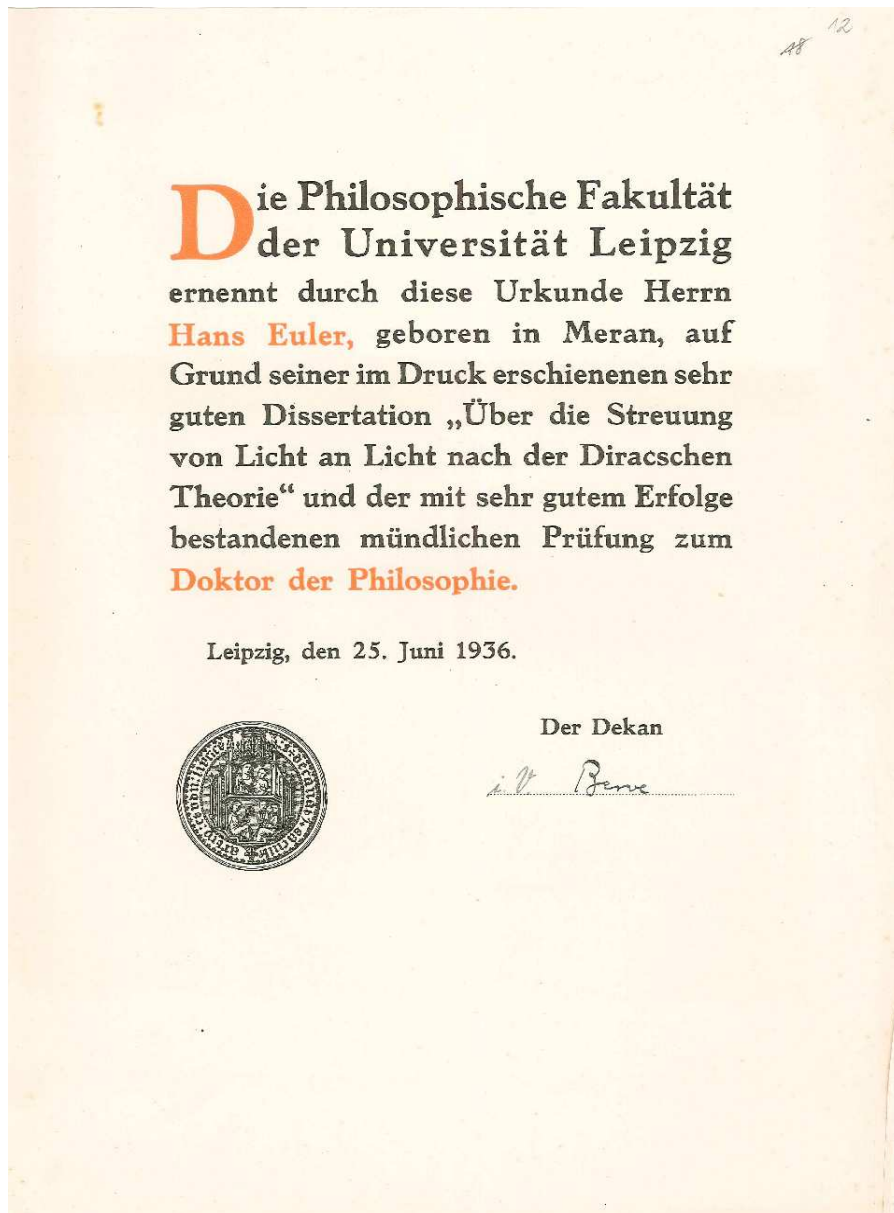 12
18
Die Philosophische Fakultät
der Universität Leipzig
ernennt durch diese Urkunde Herrn
Hans Euler, geboren in Meran, auf
Grund seiner im Druck erschienenen sehr
guten Dissertation „Über die Streuung
von Licht an Licht nach der Diracschen
Theorie“ und der mit sehr gutem Erfolge
bestandenen mündlichen Prüfung zum
Doktor der Philosophie.
Leipzig, den 25. Juni 1936.
Der Dekan
i. V. Berve